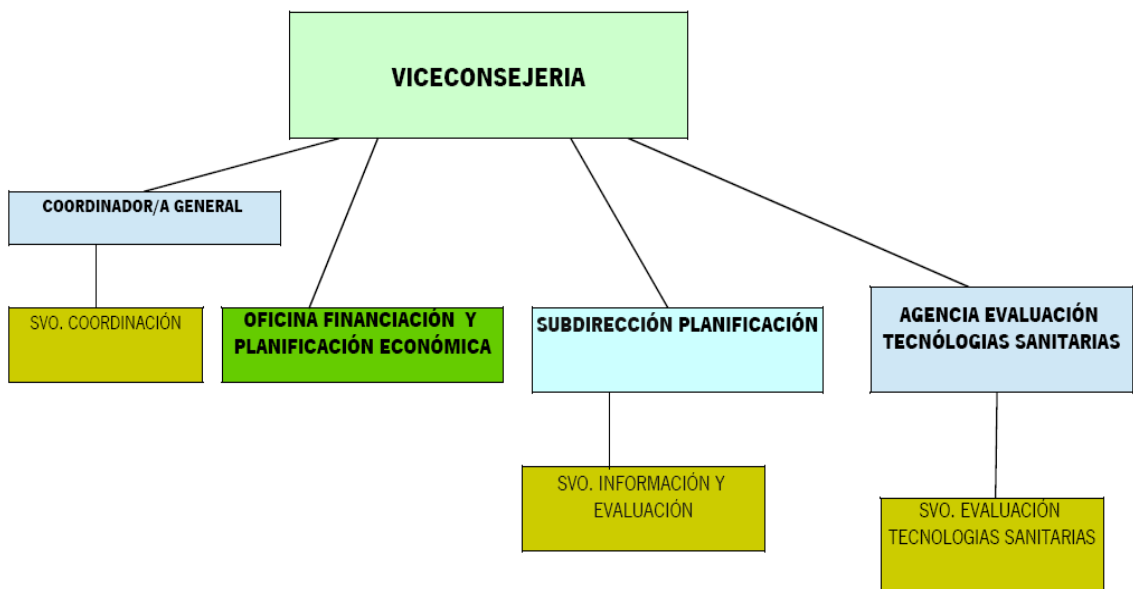 VICECONSEJERIA
COORDINADOR/A GENERAL
SVO. COORDINACIÓN
OFICINA FINANCIACIÓN Y
PLANIFICACIÓN ECONÓMICA
SUBDIRECCIÓN PLANIFICACIÓN
AGENCIA EVALUACIÓN
TECNÓLOGIAS SANITARIAS
SVO. INFORMACIÓN Y
EVALUACIÓN
SVO. EVALUACIÓN
TECNOLOGIAS SANITARIAS